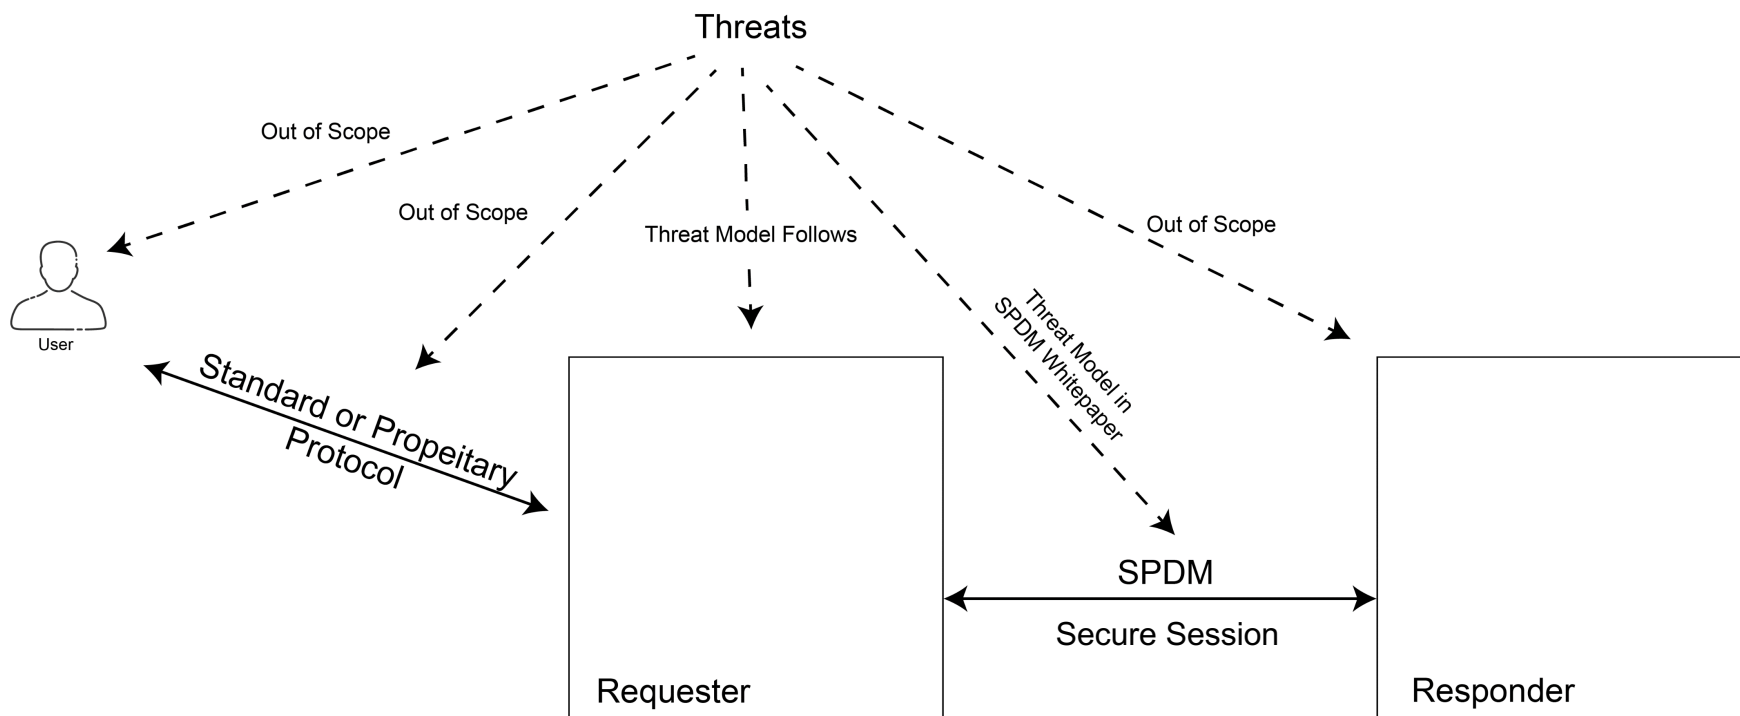 Threats
Out of Scope
Out of Scope
Threat Model Follows
Out of Scope
Threat Model in
SPDM Whitepaper
User
Standard or Propeitary
Protocol
SPDM
Secure Session
Requester
Responder